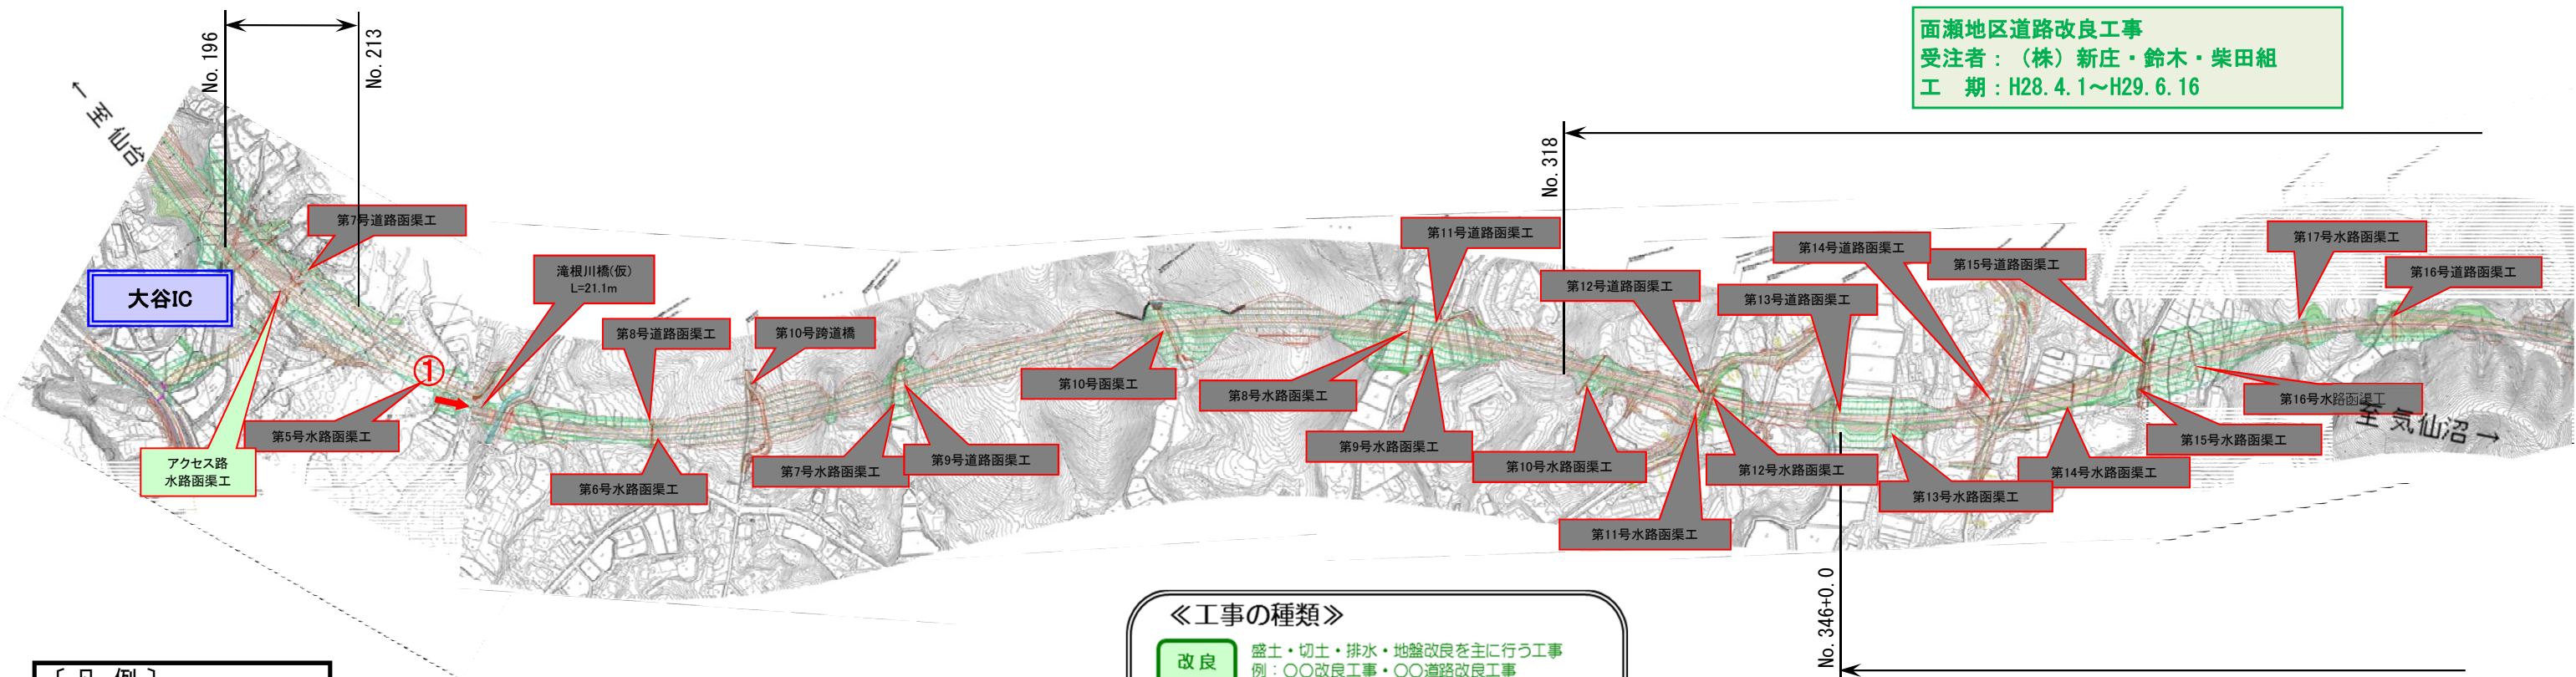 No. 196
No. 213
面瀬地区道路改良工事
受注者：（株）新庄・鈴木・柴田組
工　期：H28.4.1～H29.6.16
← 至 仙台
No. 318
第7号道路函渠工
第11号道路函渠工
第14号道路函渠工
第15号道路函渠工
第17号水路函渠工
第16号道路函渠工
大谷IC
滝根川橋(仮)
L=21.1m
第12号道路函渠工
第13号道路函渠工
第8号道路函渠工
第10号跨道橋
①
第10号函渠工
第8号水路函渠工
第16号水路函渠工
至 気仙沼 →
第5号水路函渠工
第9号水路函渠工
第15号水路函渠工
アクセス路
水路函渠工
第7号水路函渠工
第9号道路函渠工
第10号水路函渠工
第12号水路函渠工
第14号水路函渠工
第6号水路函渠工
第13号水路函渠工
第11号水路函渠工
No. 346+0.0
≪工事の種類≫
改良
盛土・切土・排水・地盤改良を主に行う工事
例：〇〇改良工事・〇〇道路改良工事
〔 凡 例 〕